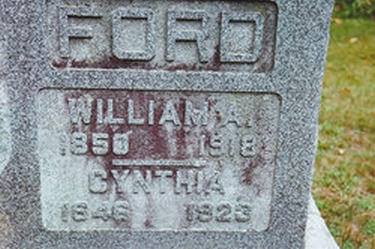 FORD
WILLIAM A.
1850 1918
CYNTHIA
1846 1923